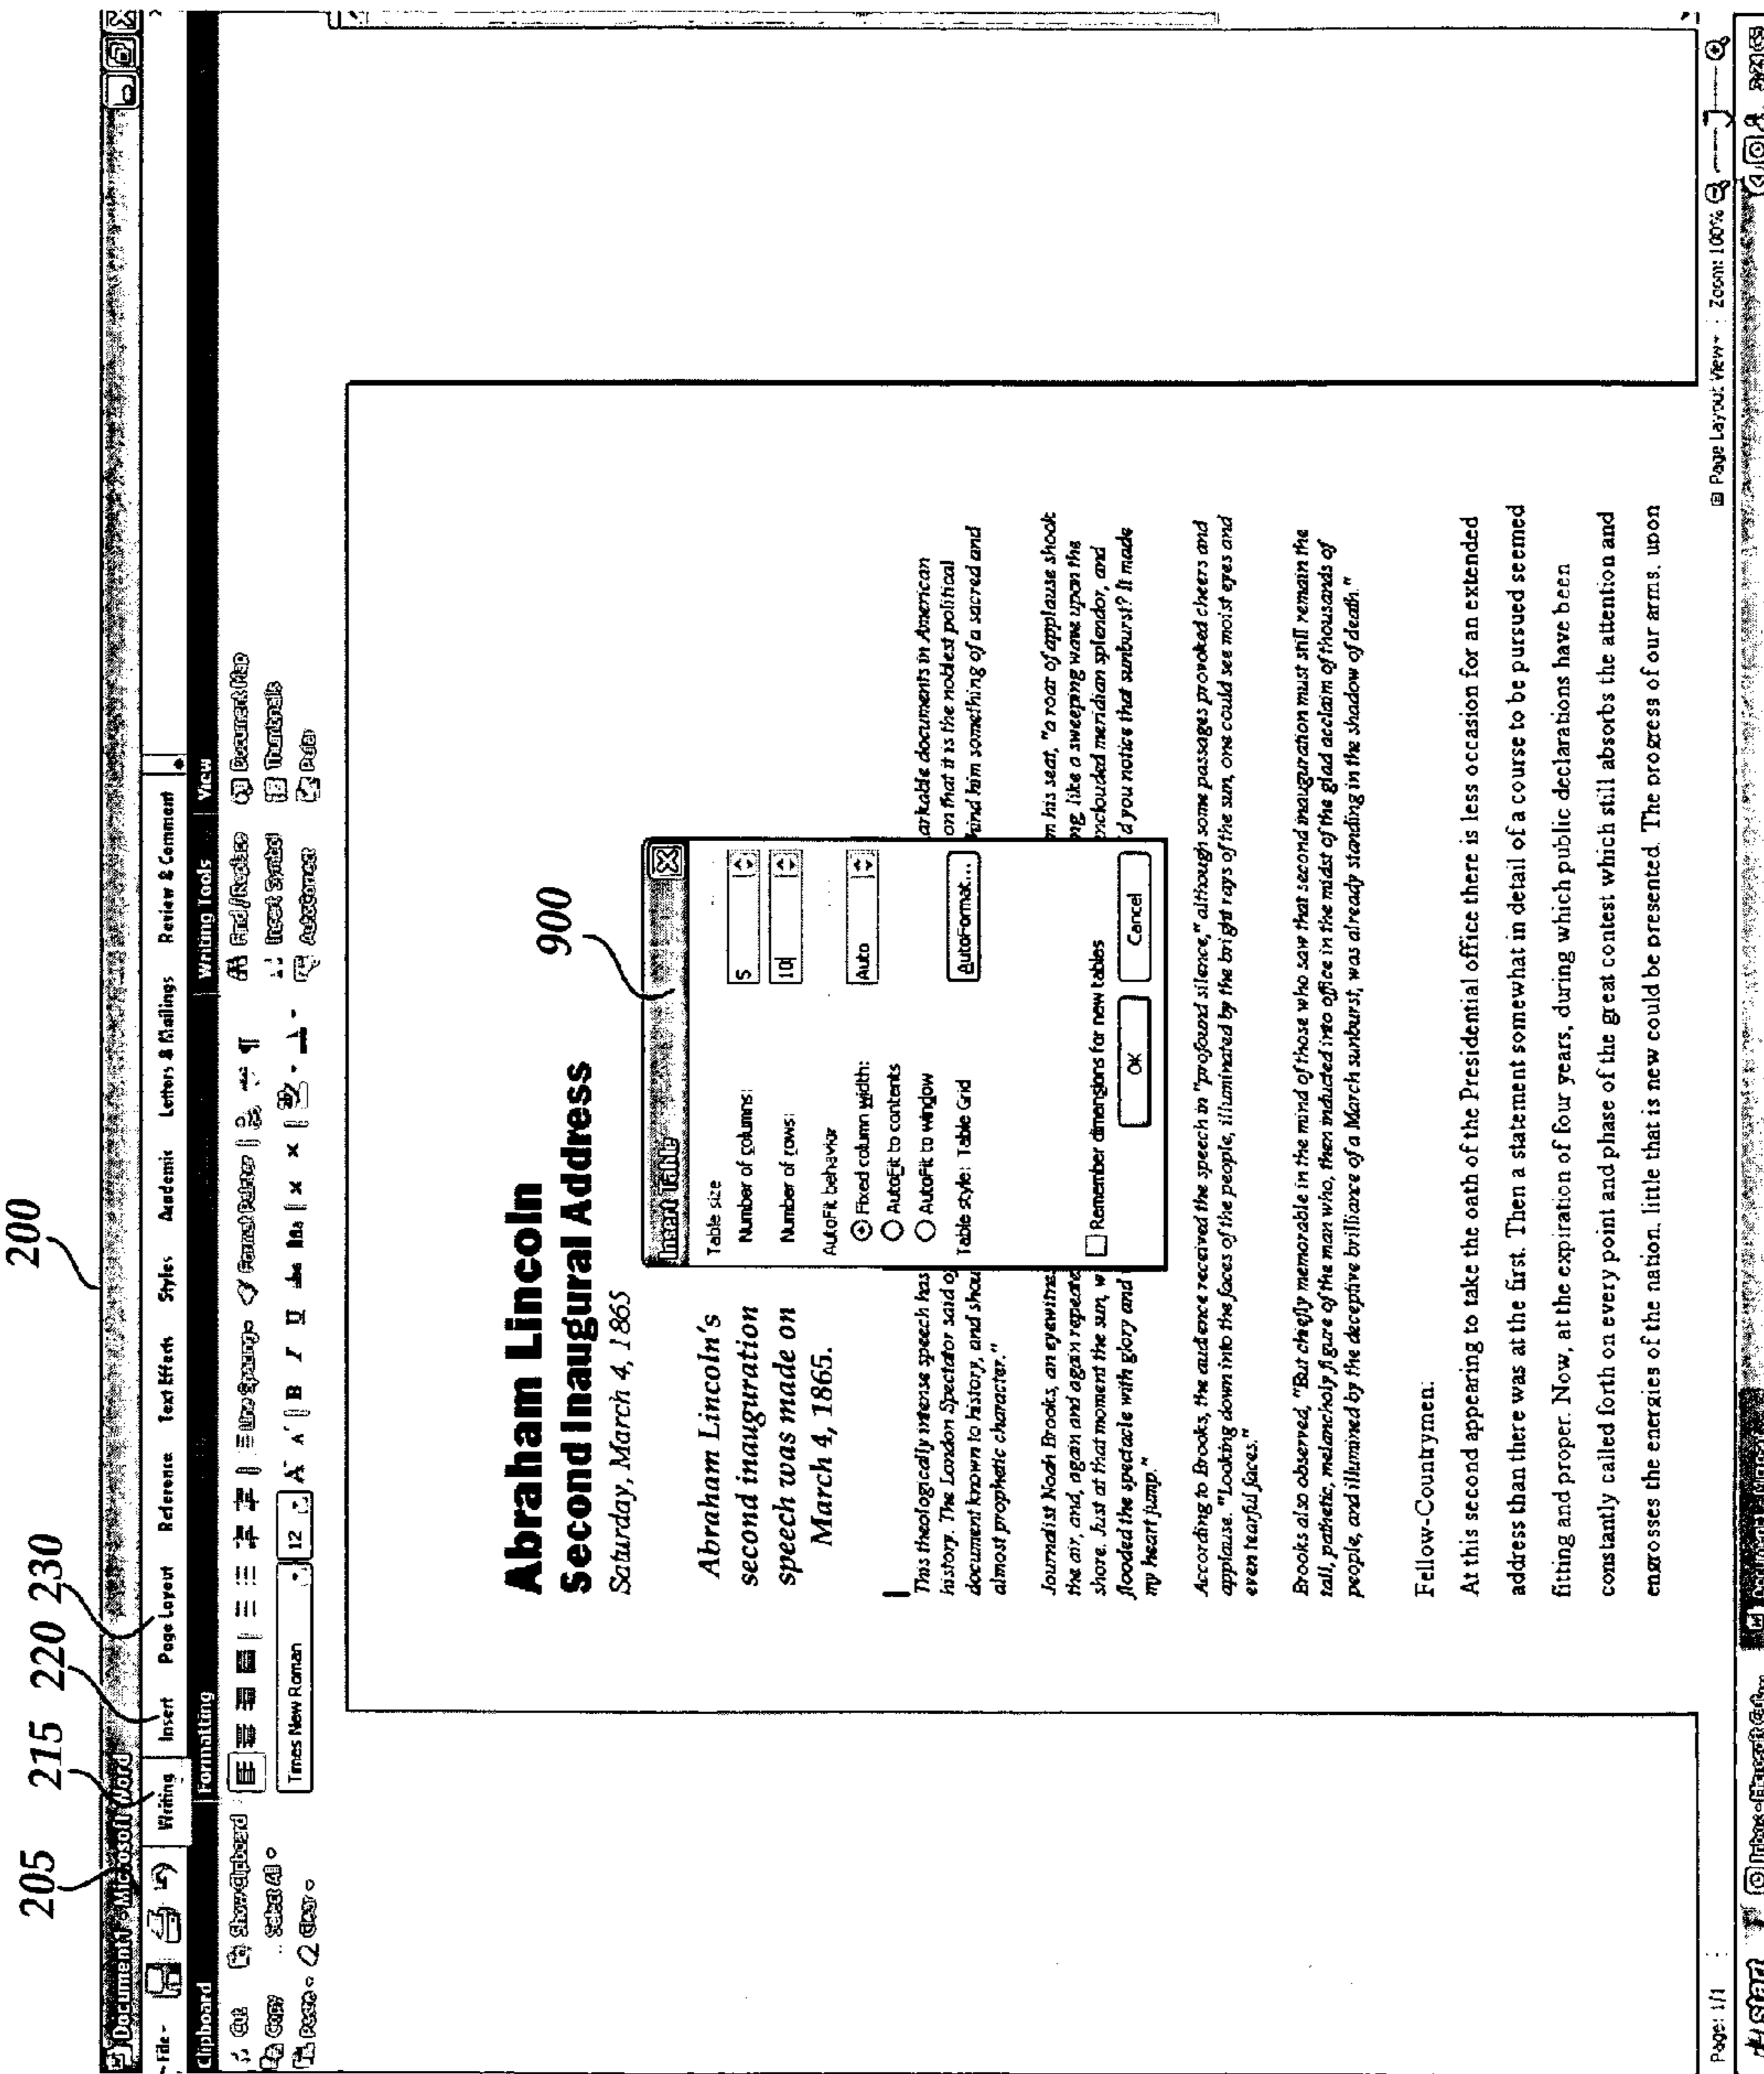 200
205 215 220 230
Document1 - Microsoft Word
File Writing Insert Page Layout Reference Text Effects Styles Academic Letters & Mailings Review & Comment
Clipboard Formatting Writing Tools View
Cut Show Clipboard Line Spacing Format Painter Find/Replace Document Map
Copy Select All Times New Roman 12 A A B I U abc Insert Symbol Thumbnails
Paste Clear AutoCorrect Ruler
Abraham Lincoln
Second Inaugural Address
Saturday, March 4, 1865
900
Abraham Lincoln's
second inauguration
speech was made on
March 4, 1865.
Insert Table
Table size
Number of columns: 5
Number of rows: 10
AutoFit behavior
Fixed column width: Auto
AutoFit to contents
AutoFit to window
Table style: Table Grid AutoFormat...
Remember dimensions for new tables
OK Cancel
This theologically intense speech has arkable documents in American
history. The London Spectator said of on that it is the noblest political
document known to history, and shou hind him something of a sacred and
almost prophetic character."
Journalist Noah Brooks, an eyewitnes m his seat, "a roar of applause shook
the air, and, again and again repeate ng, like a sweeping wave upon the
shore. Just at that moment the sun, w nclouded meridian splendor, and
flooded the spectacle with glory and d you notice that sunburst? It made
my heart jump."
According to Brooks, the audience received the speech in "profound silence," although some passages provoked cheers and
applause. "Looking down into the faces of the people, illuminated by the bright rays of the sun, one could see moist eyes and
even tearful faces."
Brooks also observed, "But chiefly memorable in the mind of those who saw that second inauguration must still remain the
tall, pathetic, melancholy figure of the man who, then inducted into office in the midst of the glad acclaim of thousands of
people, and illumined by the deceptive brilliance of a March sunburst, was already standing in the shadow of death."
Fellow-Countrymen:
At this second appearing to take the oath of the Presidential office there is less occasion for an extended
address than there was at the first. Then a statement somewhat in detail of a course to be pursued seemed
fitting and proper. Now, at the expiration of four years, during which public declarations have been
constantly called forth on every point and phase of the great contest which still absorbs the attention and
engrosses the energies of the nation, little that is new could be presented. The progress of our arms, upon
Page: 1/1 Page Layout View Zoom: 100%
start